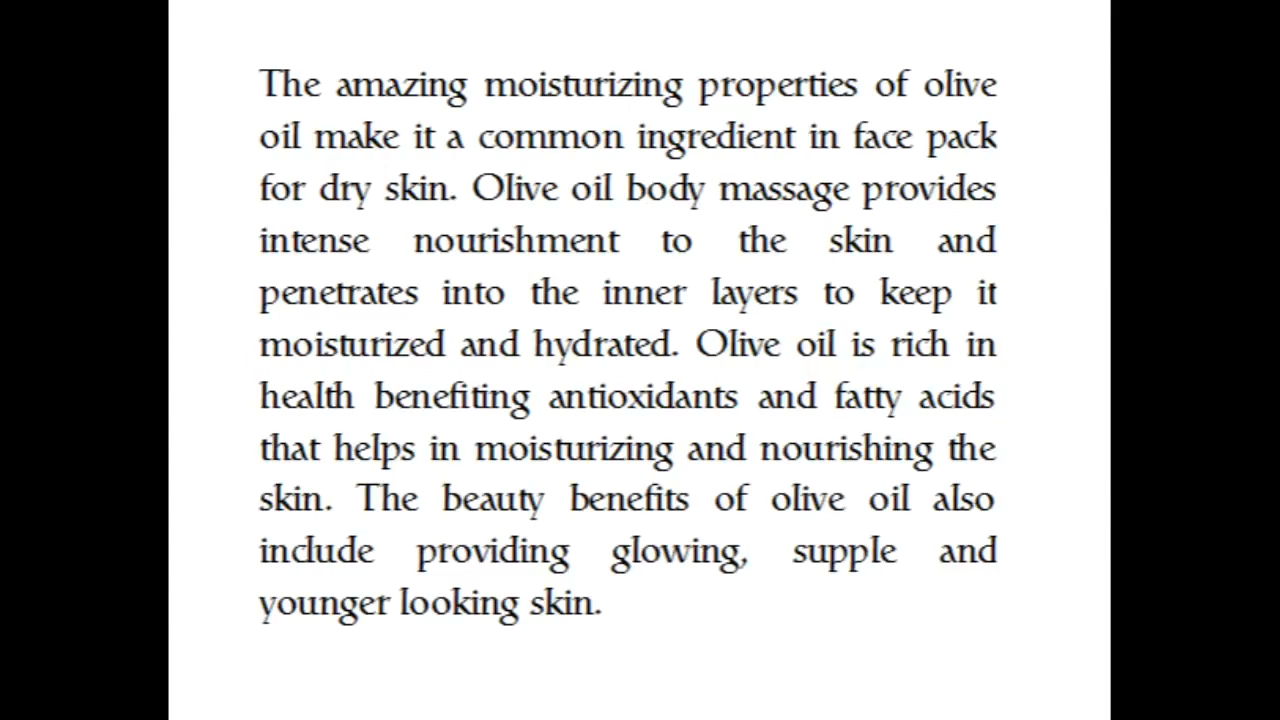 The amazing moisturizing properties of olive
oil make it a common ingredient in face pack
for dry skin. Olive oil body massage provides
intense nourishment to the skin and
penetrates into the inner layers to keep it
moisturized and hydrated. Olive oil is rich in
health benefiting antioxidants and fatty acids
that helps in moisturizing and nourishing the
skin. The beauty benefits of olive oil also
include providing glowing, supple and
younger looking skin.